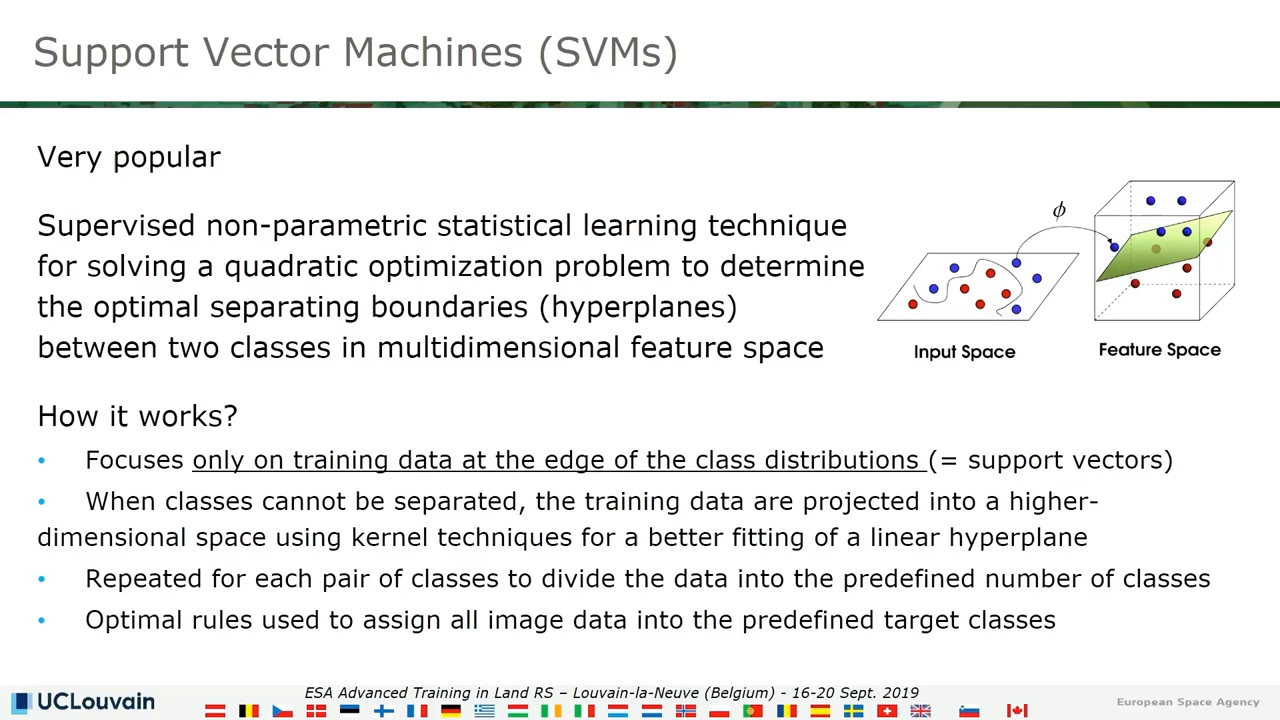 Support Vector Machines (SVMs)
Very popular
Supervised non-parametric statistical learning technique
for solving a quadratic optimization problem to determine
the optimal separating boundaries (hyperplanes)
between two classes in multidimensional feature space
ϕ
Input Space
Feature Space
How it works?
• Focuses only on training data at the edge of the class distributions (= support vectors)
• When classes cannot be separated, the training data are projected into a higher-
dimensional space using kernel techniques for a better fitting of a linear hyperplane
• Repeated for each pair of classes to divide the data into the predefined number of classes
• Optimal rules used to assign all image data into the predefined target classes
UCLouvain
ESA Advanced Training in Land RS – Louvain-la-Neuve (Belgium) - 16-20 Sept. 2019
European Space Agency